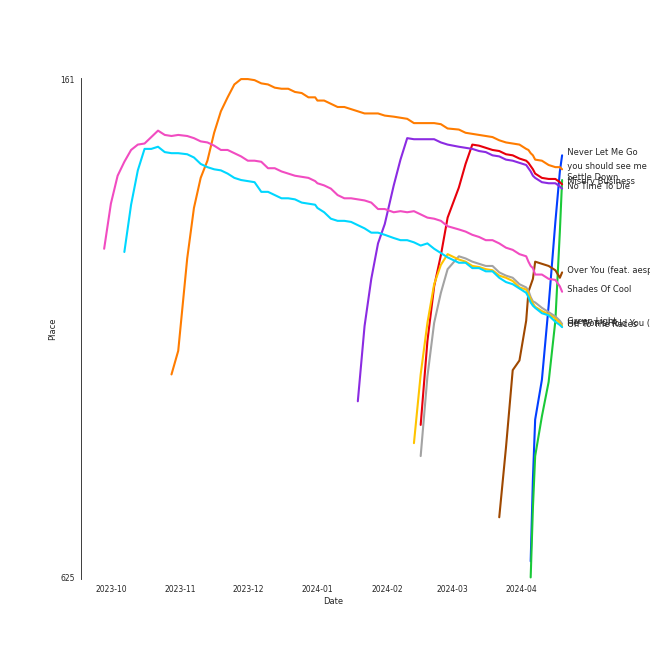 161
Never Let Me Go
you should see me
Settle Down
Misery Business
No Time To Die
Over You (feat. aesp
Shades Of Cool
Green Light
You (
Off To The Races
Place
625
2023-10
2023-11
2023-12
2024-01
2024-02
2024-03
2024-04
Date